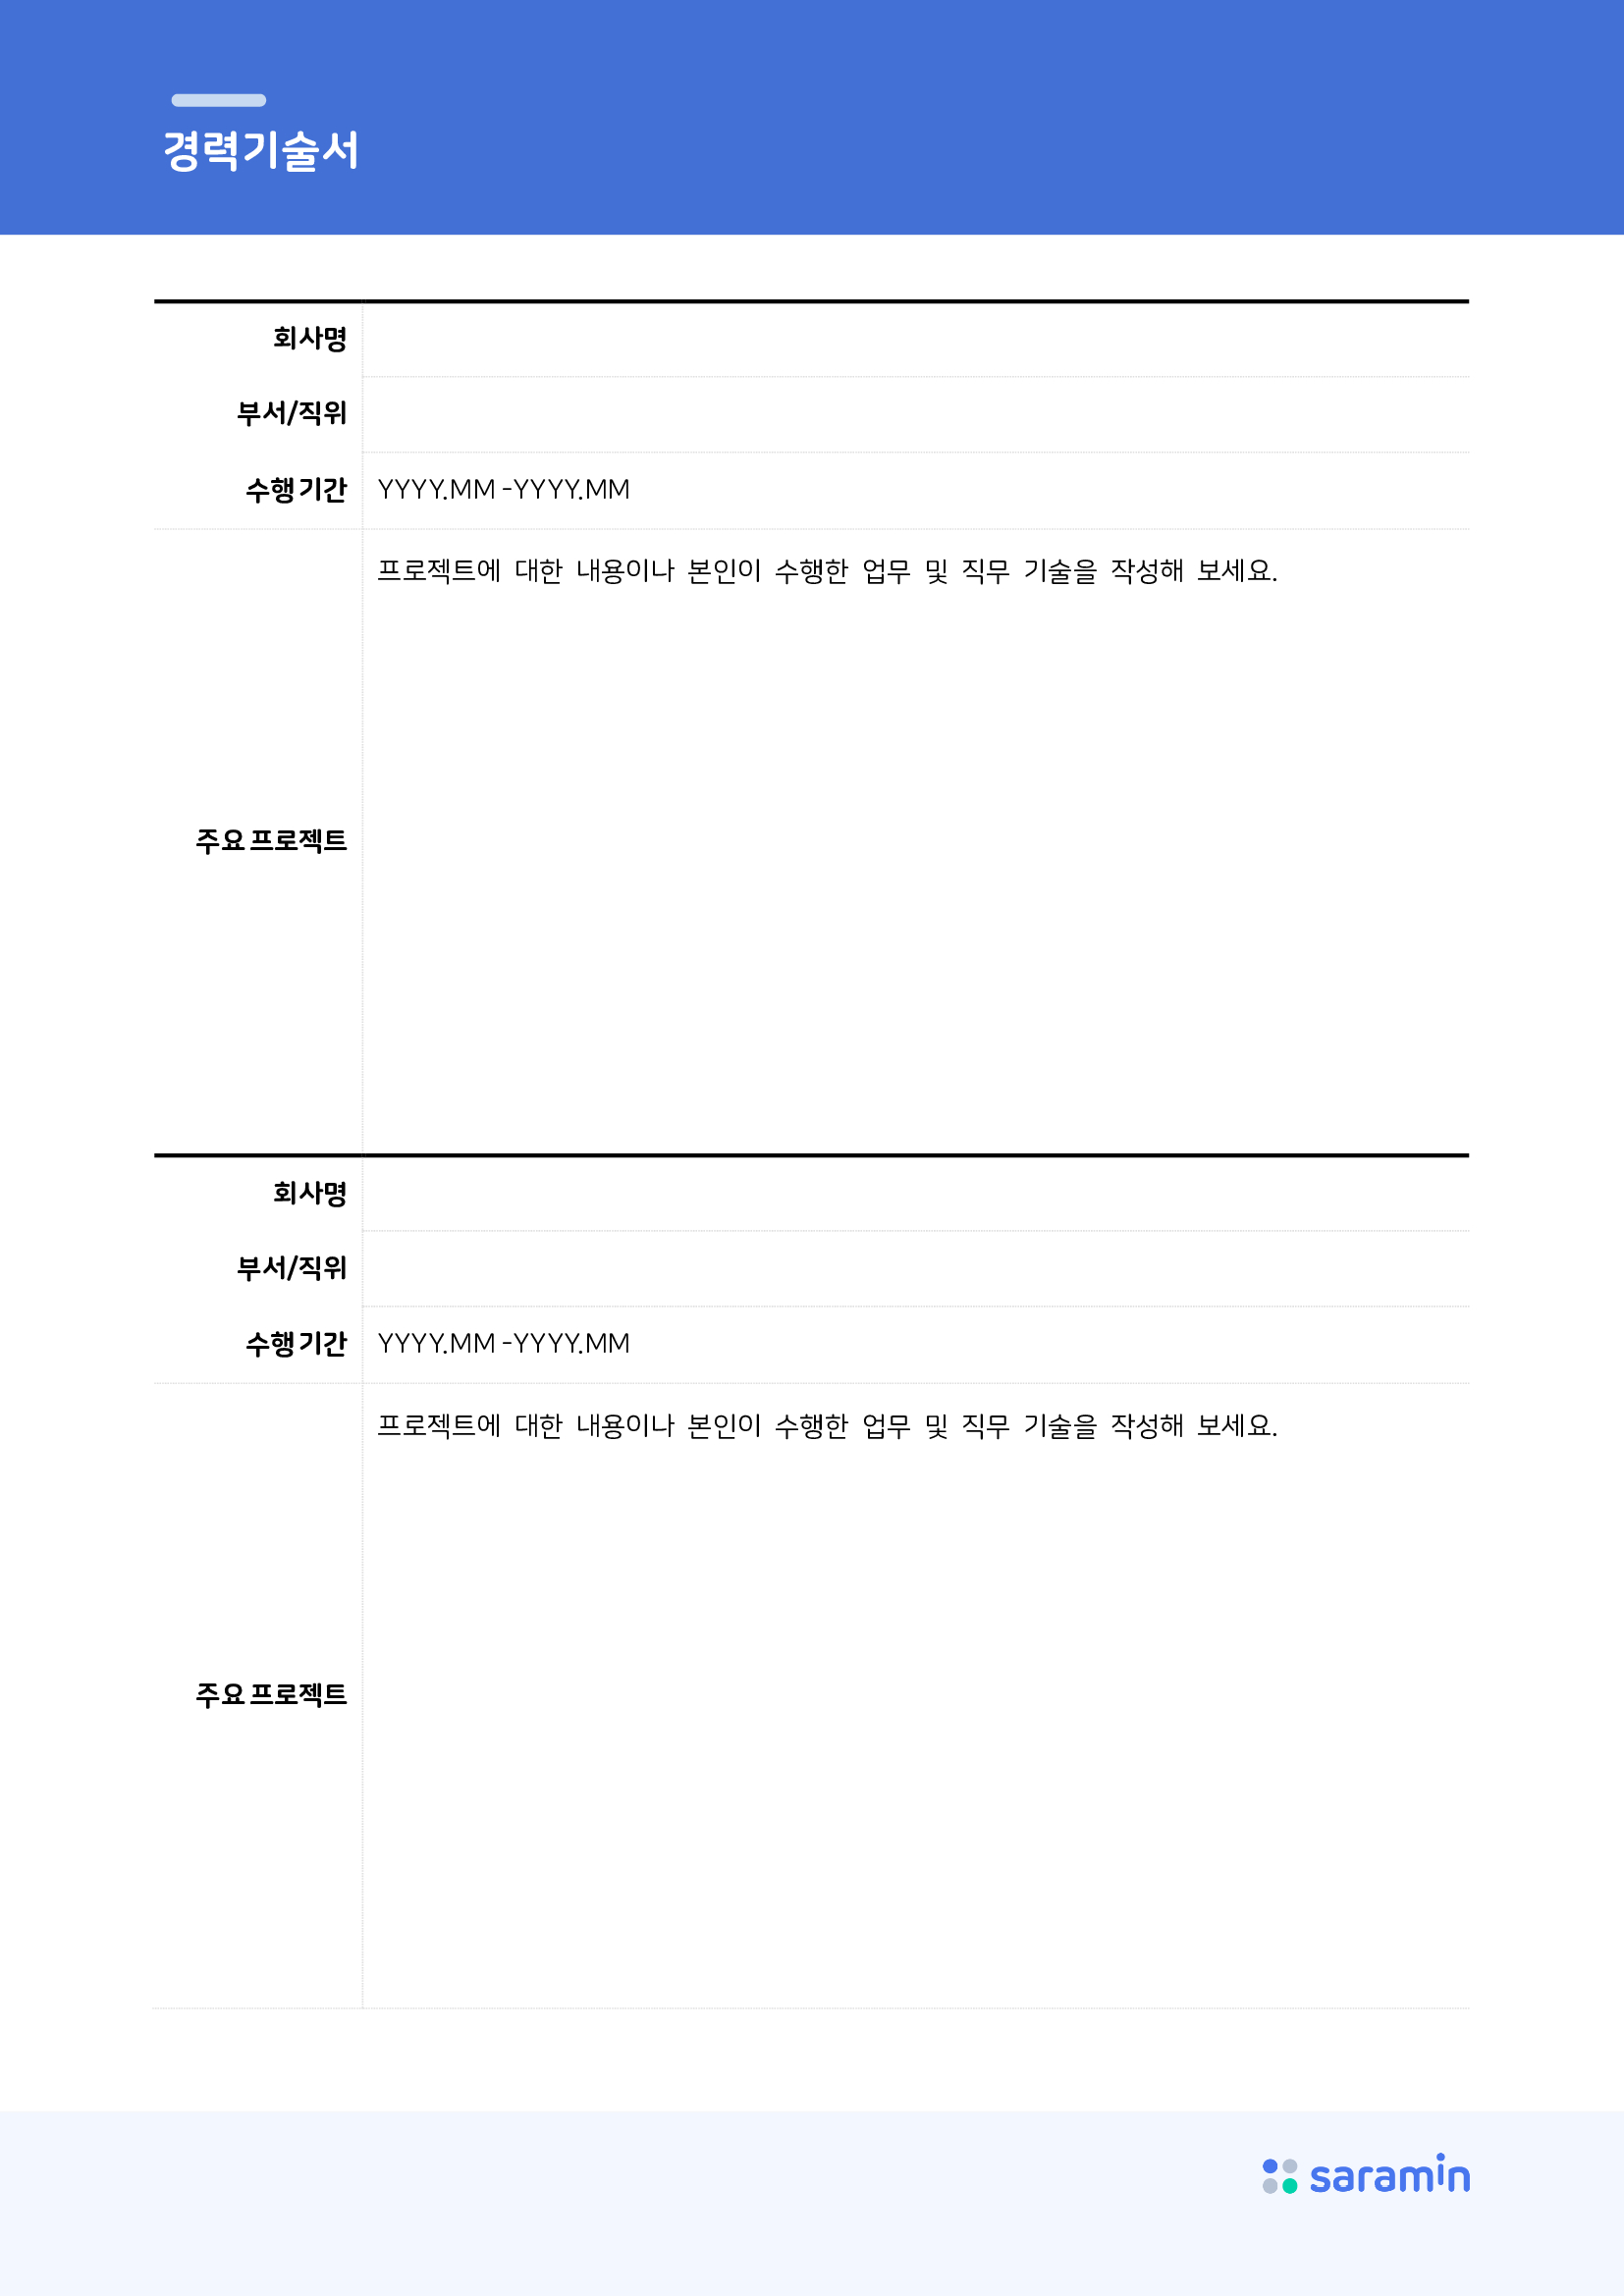 경력기술서
회사명
부서/직위
수행 기간 YYYY.MM -YYYY.MM
프로젝트에 대한 내용이나 본인이 수행한 업무 및 직무 기술을 작성해 보세요.
주요 프로젝트
회사명
부서/직위
수행 기간 YYYY.MM -YYYY.MM
프로젝트에 대한 내용이나 본인이 수행한 업무 및 직무 기술을 작성해 보세요.
주요 프로젝트
saramin